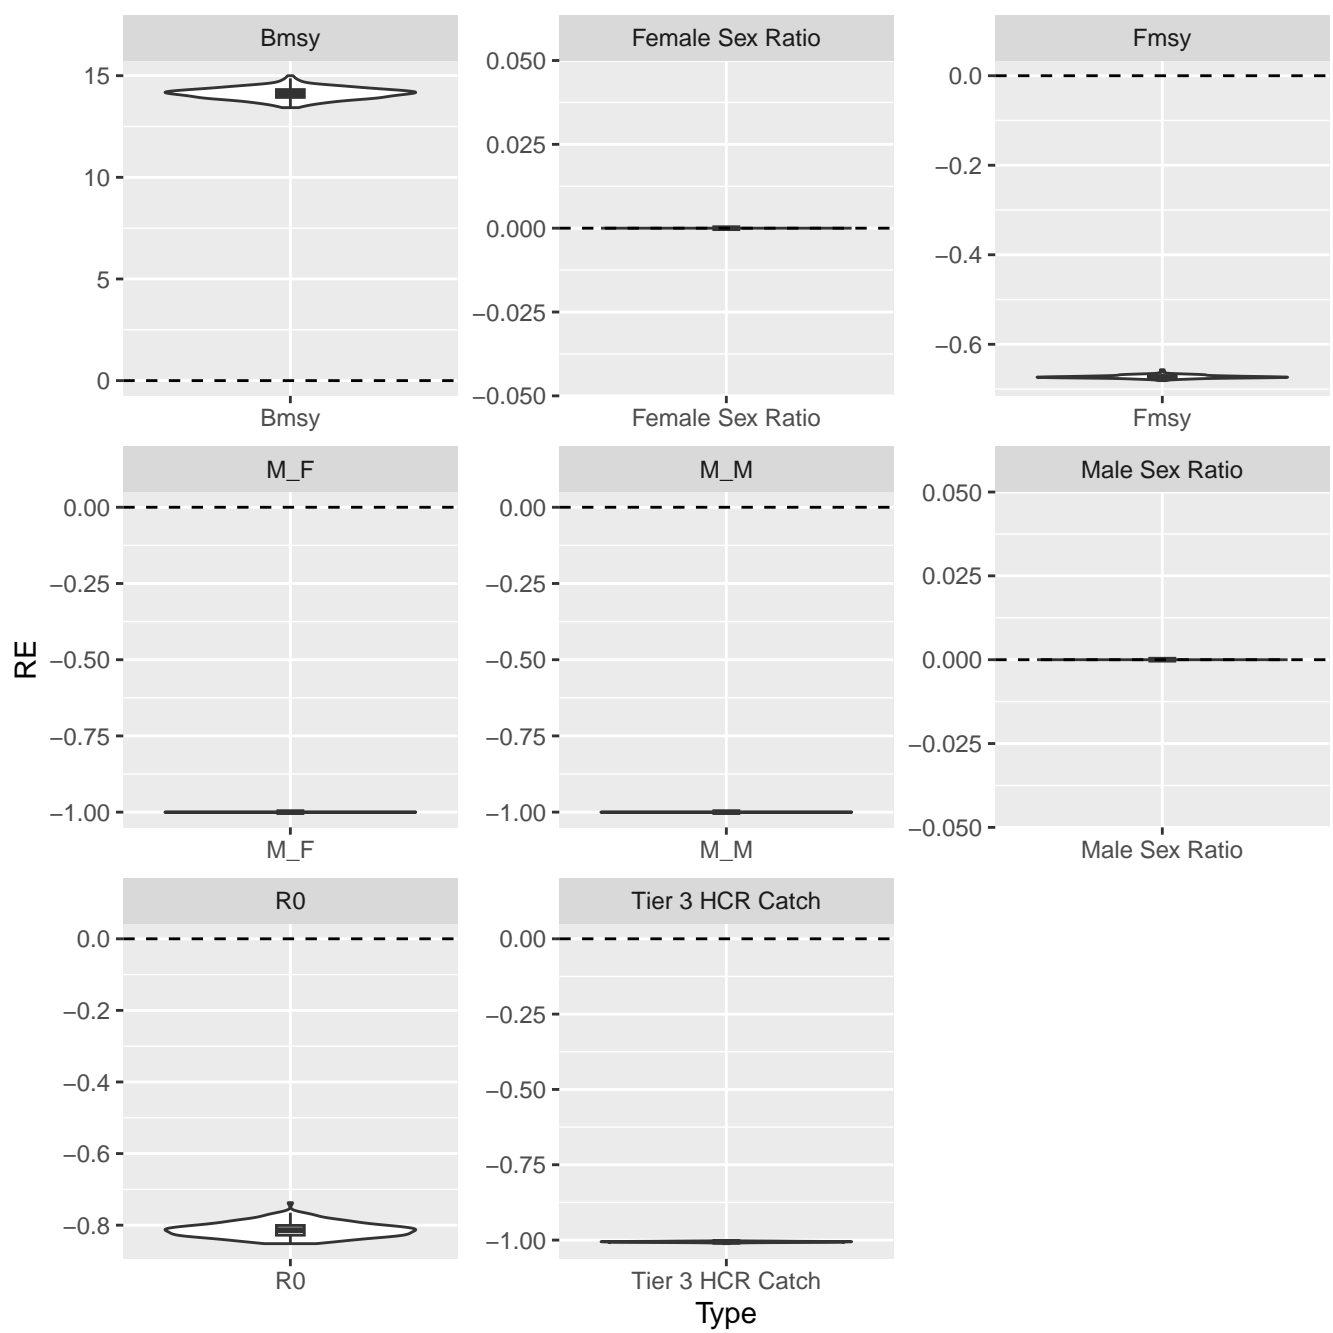 Bmsy
Female Sex Ratio
Fmsy
15
10
5
0
0.050
0.025
0.000
−0.025
−0.050
0.0
−0.2
−0.4
−0.6
Bmsy
Female Sex Ratio
Fmsy
M_F
M_M
Male Sex Ratio
RE
0.00
−0.25
−0.50
−0.75
−1.00
0.00
−0.25
−0.50
−0.75
−1.00
0.050
0.025
0.000
−0.025
−0.050
M_F
M_M
Male Sex Ratio
R0
Tier 3 HCR Catch
0.0
−0.2
−0.4
−0.6
−0.8
0.00
−0.25
−0.50
−0.75
−1.00
R0
Tier 3 HCR Catch
Type